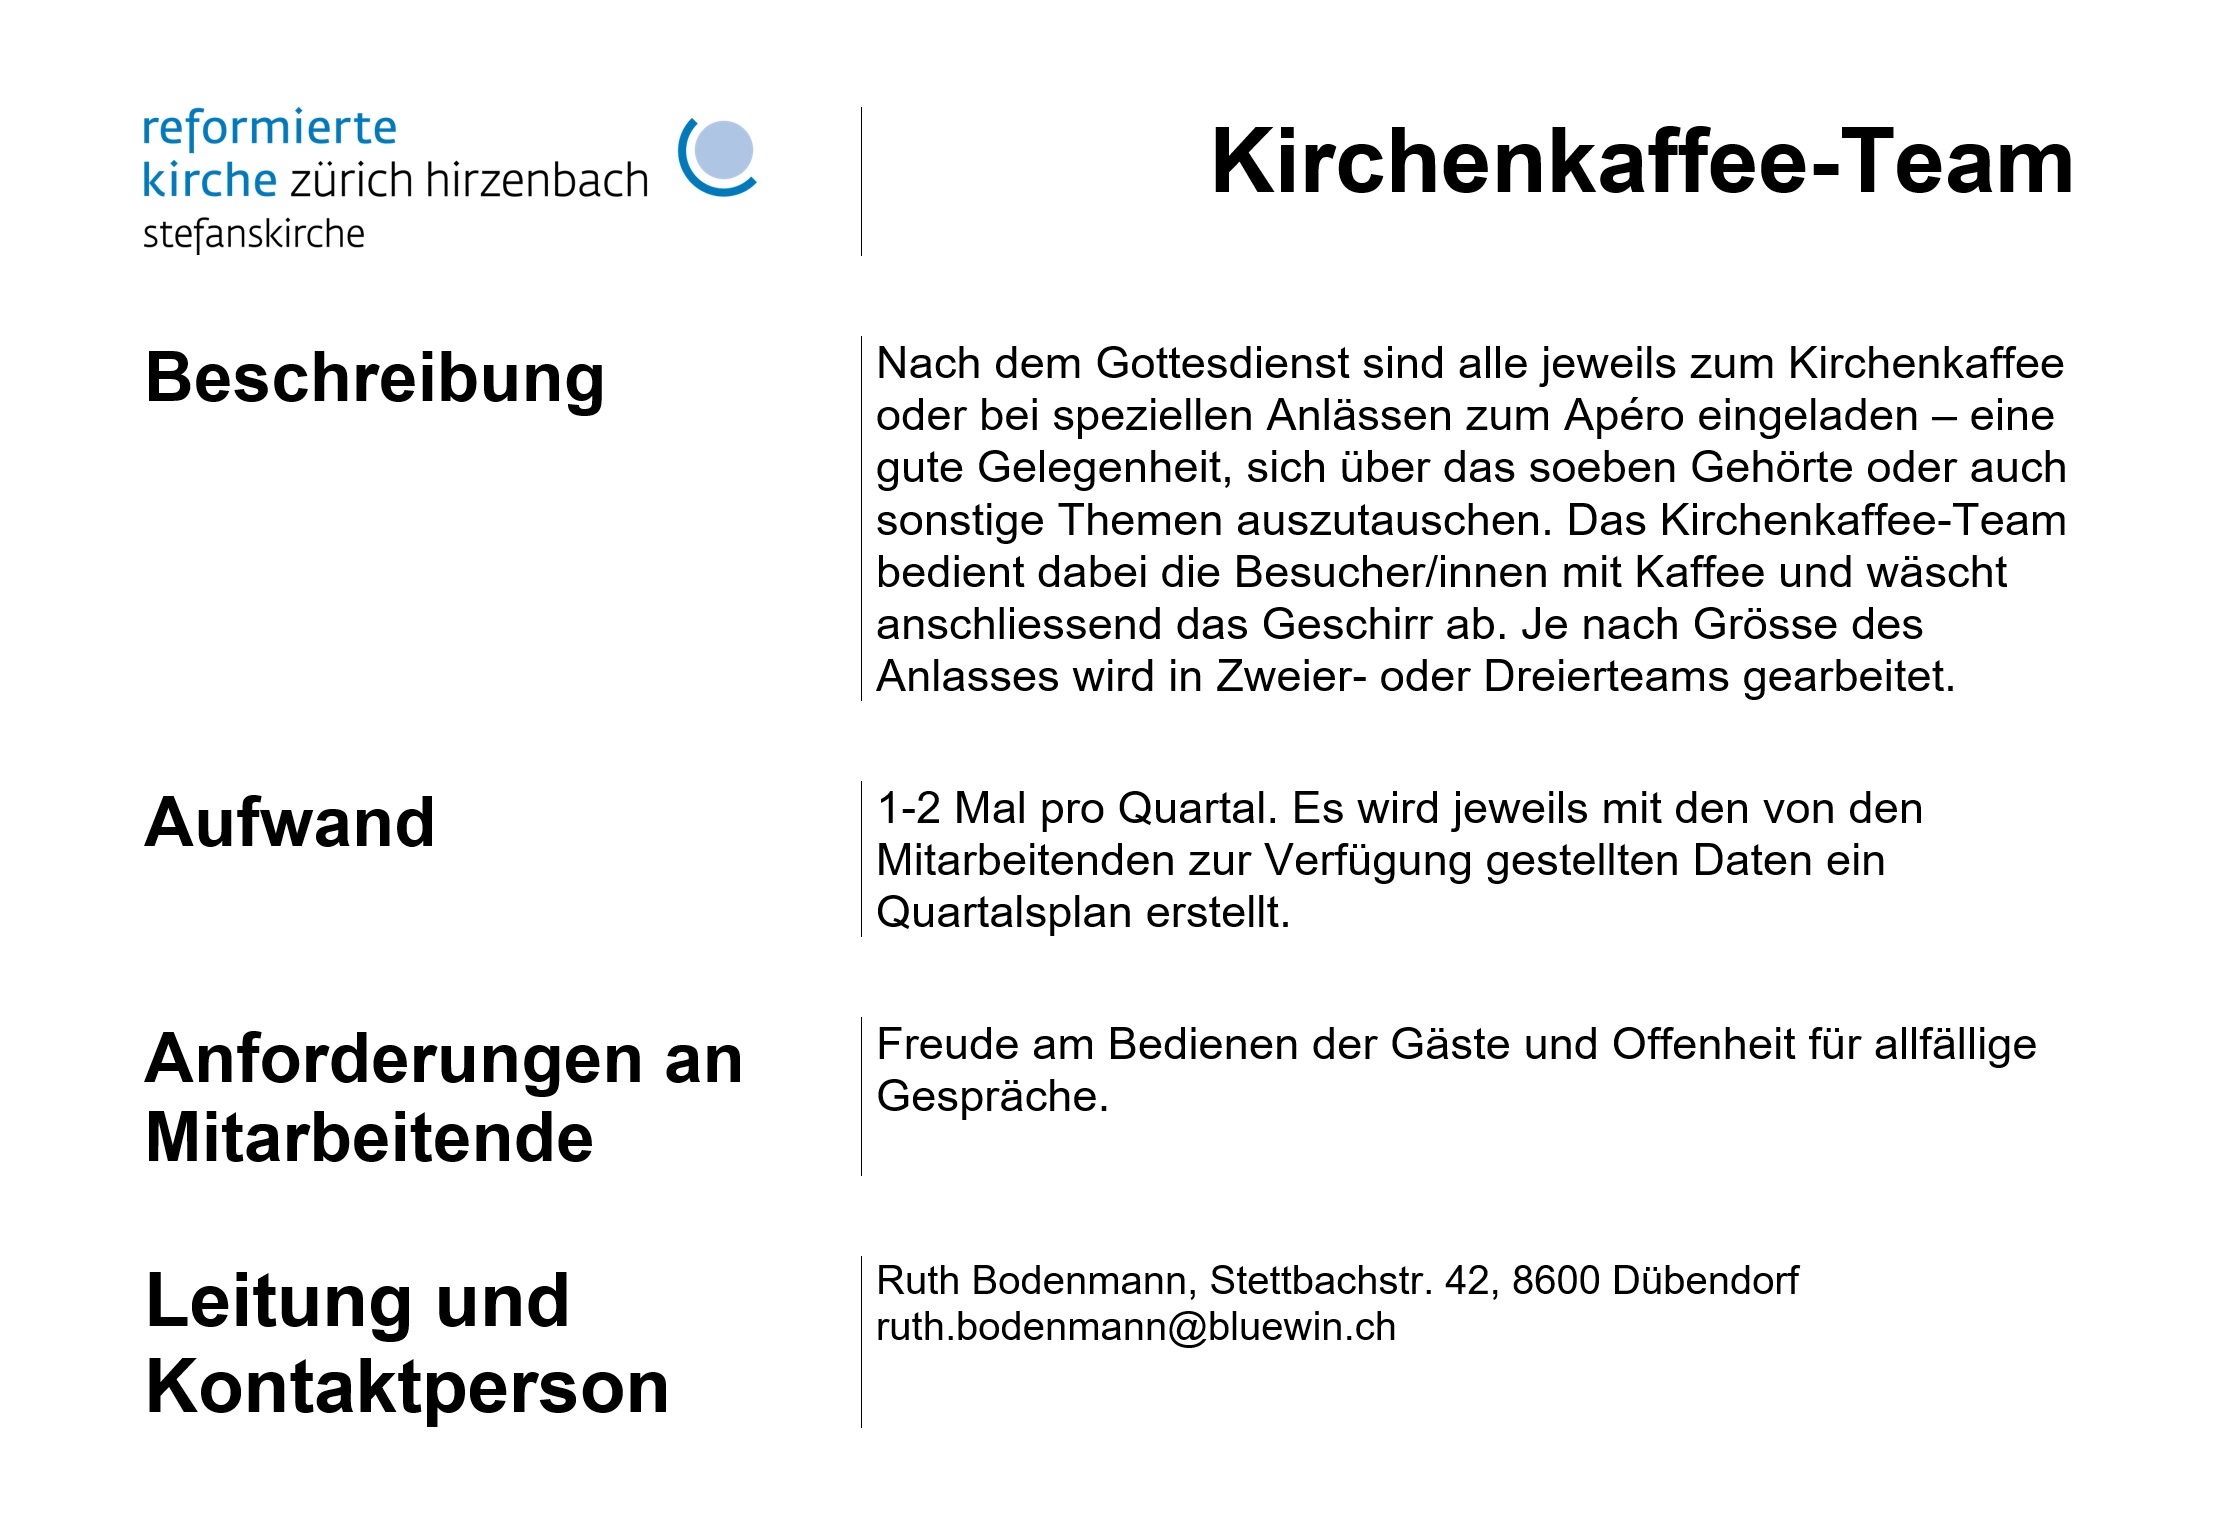 reformierte
kirche zürich hirzenbach
stefanskirche
Kirchenkaffee-Team
Beschreibung
Nach dem Gottesdienst sind alle jeweils zum Kirchenkaffee
oder bei speziellen Anlässen zum Apéro eingeladen – eine
gute Gelegenheit, sich über das soeben Gehörte oder auch
sonstige Themen auszutauschen. Das Kirchenkaffee-Team
bedient dabei die Besucher/innen mit Kaffee und wäscht
anschliessend das Geschirr ab. Je nach Grösse des
Anlasses wird in Zweier- oder Dreierteams gearbeitet.
Aufwand
1-2 Mal pro Quartal. Es wird jeweils mit den von den
Mitarbeitenden zur Verfügung gestellten Daten ein
Quartalsplan erstellt.
Anforderungen an
Mitarbeitende
Freude am Bedienen der Gäste und Offenheit für allfällige
Gespräche.
Leitung und
Kontaktperson
Ruth Bodenmann, Stettbachstr. 42, 8600 Dübendorf
ruth.bodenmann@bluewin.ch